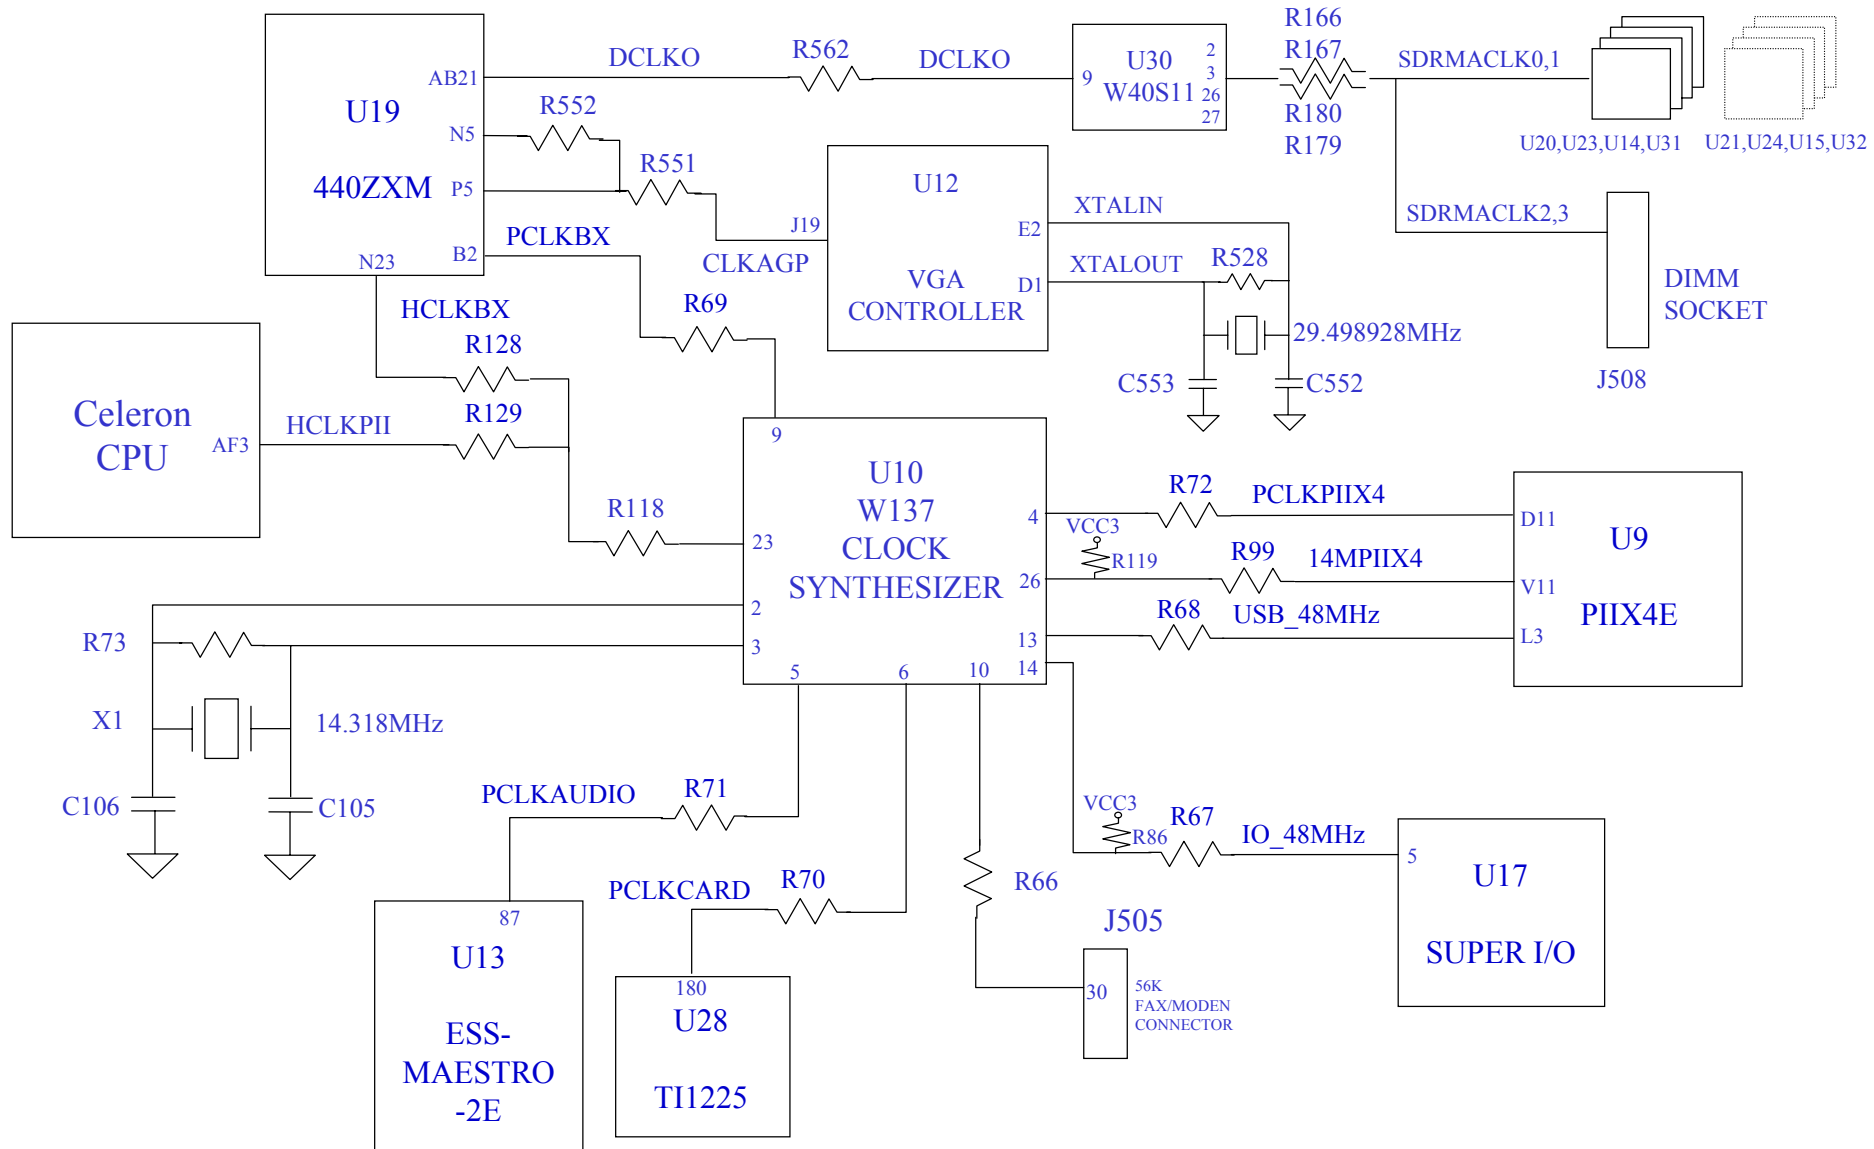 R166
R167
R180
R179
DCLKO
R562
DCLKO
U30
W40S11
9
2
3
26
27
SDRMACLK0,1
U20,U23,U14,U31
U21,U24,U15,U32
SDRMACLK2,3
DIMM
SOCKET
J508
U19
440ZXM
AB21
N5
P5
B2
N23
R552
R551
PCLKBX
CLKAGP
J19
U12
VGA
CONTROLLER
E2
D1
XTALIN
XTALOUT
R528
29.498928MHz
C553
C552
HCLKBX
R128
R129
R69
Celeron
CPU
AF3
HCLKPII
R118
9
U10
W137
CLOCK
SYNTHESIZER
23
2
3
5
6
10
4
26
13
14
R72
PCLKPIIX4
VCC3
R119
R99
14MPIIX4
R68
USB_48MHz
D11
V11
L3
U9
PIIX4E
R73
X1
14.318MHz
C106
C105
PCLKAUDIO
R71
PCLKCARD
R70
R66
VCC3
R86
R67
IO_48MHz
5
U17
SUPER I/O
87
U13
ESS-
MAESTRO
-2E
180
U28
TI1225
J505
30
56K
FAX/MODEN
CONNECTOR